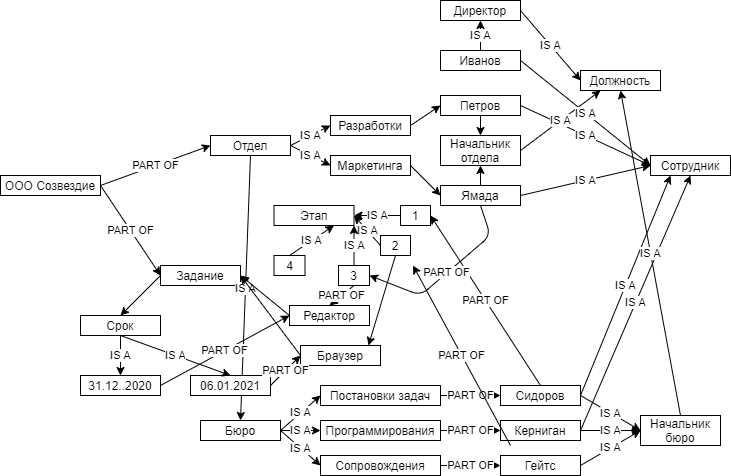 Директор
IS A
IS A
Иванов
Должность
Петров
IS A
IS A
Разработки
IS A
Отдел
IS A
IS A
Начальник
отдела
Маркетинга
PART OF
Сотрудник
ООО Созвездие
IS A
Ямада
Этап
IS A
1
PART OF
IS A
IS A
IS A
2
IS A
4
3
PART OF
Задание
IS A
IS A
PART OF
PART OF
IS A
Редактор
Срок
PART OF
IS A
IS A
PART OF
Браузер
PART OF
PART OF
31.12..2020
06.01.2021
Постановки задач
PART OF
Сидоров
IS A
IS A
Бюро
IS A
Программирования
PART OF
Керниган
IS A
Начальник
бюро
IS A
IS A
Сопровождения
PART OF
Гейтс